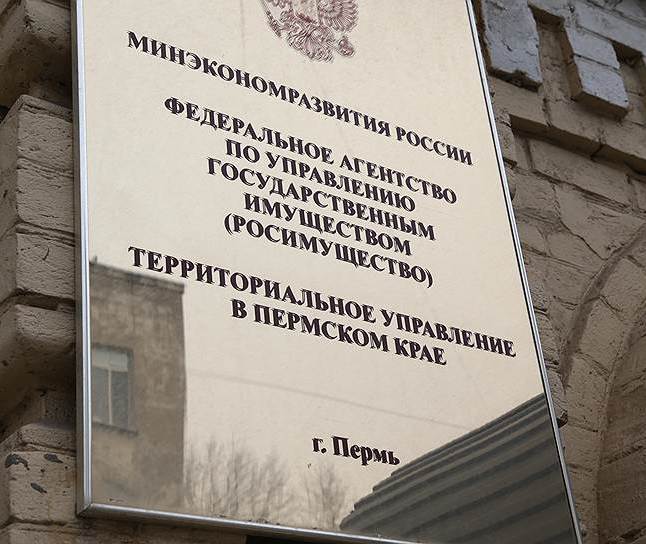 МИНЭКОНОМРАЗВИТИЯ РОССИИ
ФЕДЕРАЛЬНОЕ АГЕНТСТВО
ПО УПРАВЛЕНИЮ
ГОСУДАРСТВЕННЫМ
ИМУЩЕСТВОМ
(РОСИМУЩЕСТВО)
ТЕРРИТОРИАЛЬНОЕ УПРАВЛЕНИЕ
В ПЕРМСКОМ КРАЕ
г. Пермь